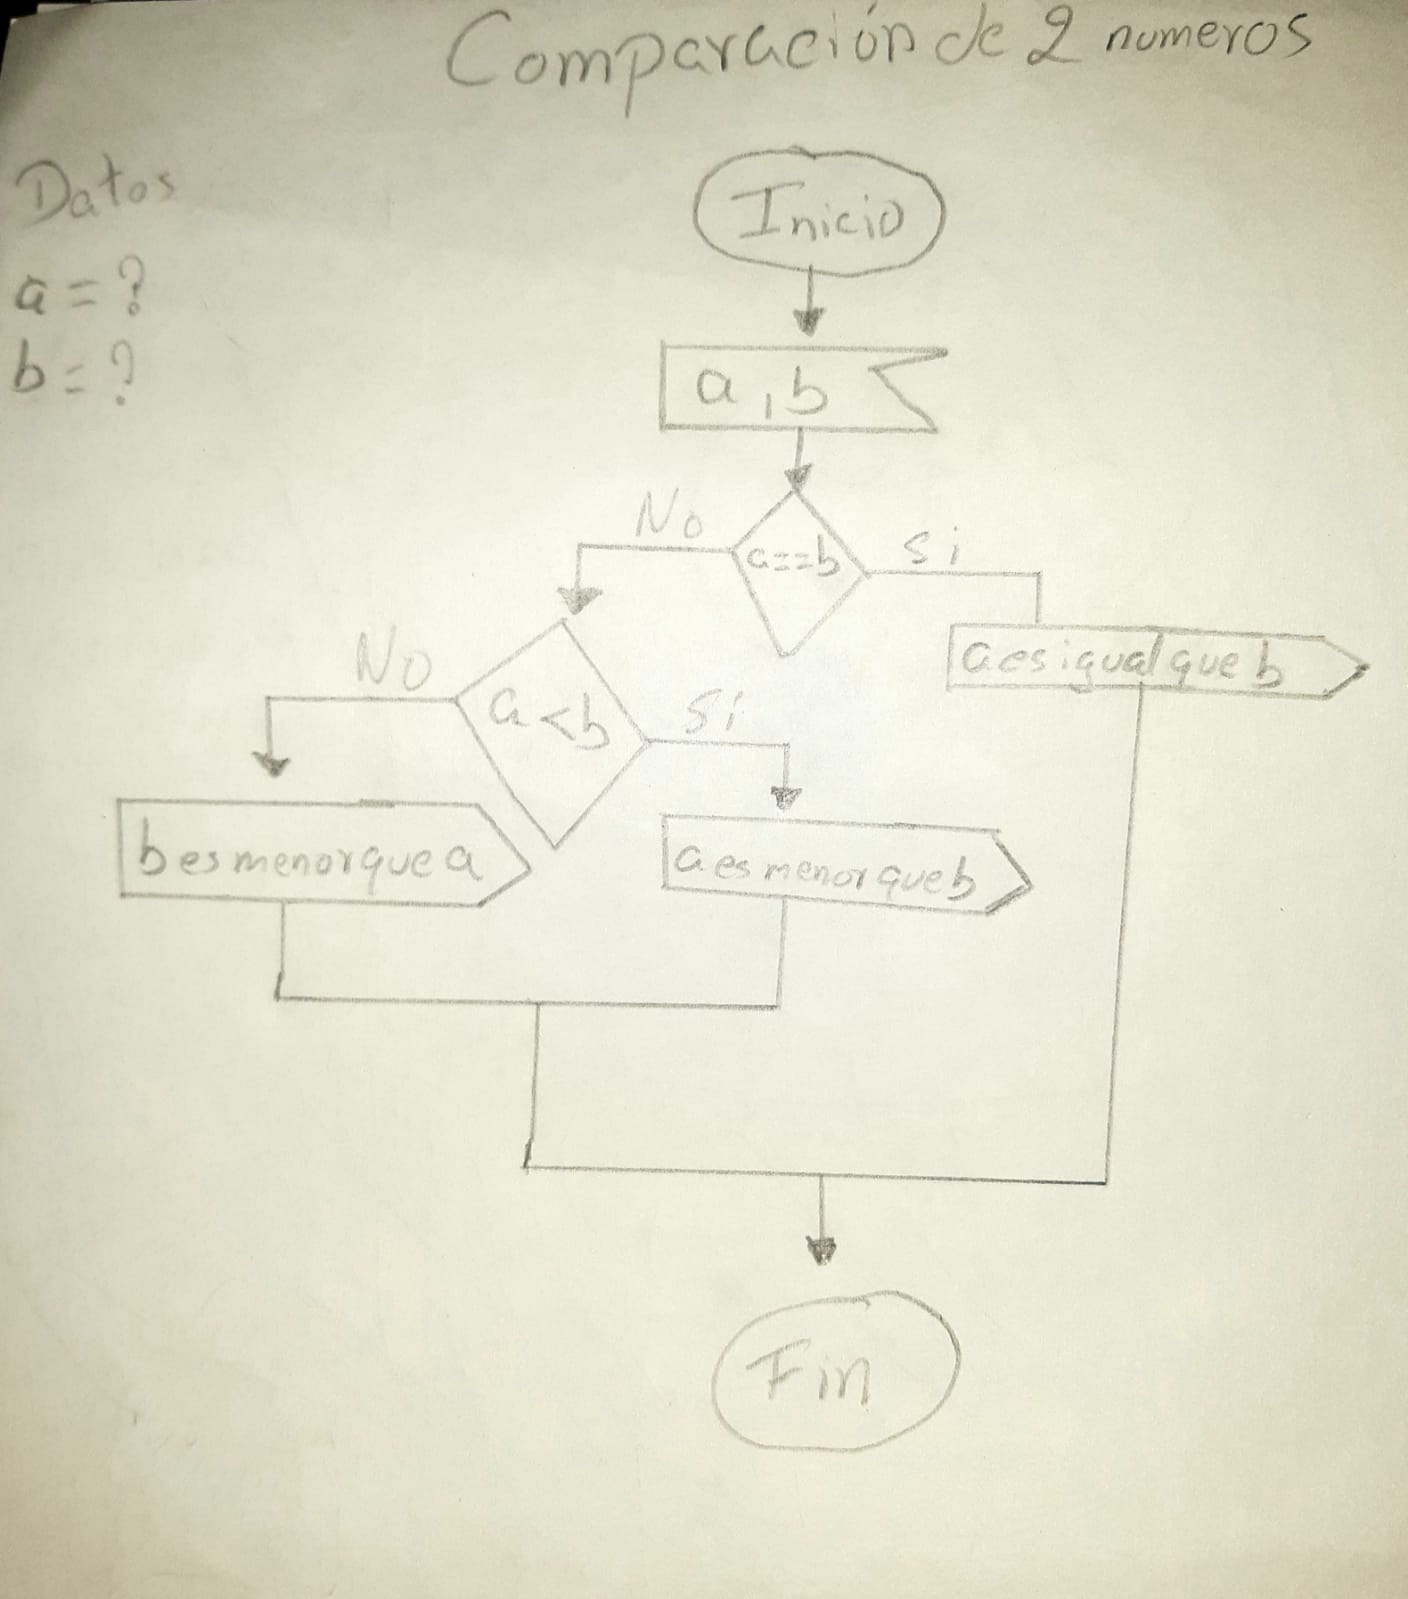 Comparación de 2 numeros
Datos
a = ?
b = ?
Inicio
a, b
No
a==b
Si
a es igual que b
No
a < b
Si
b es menor que a
a es menor que b
Fin